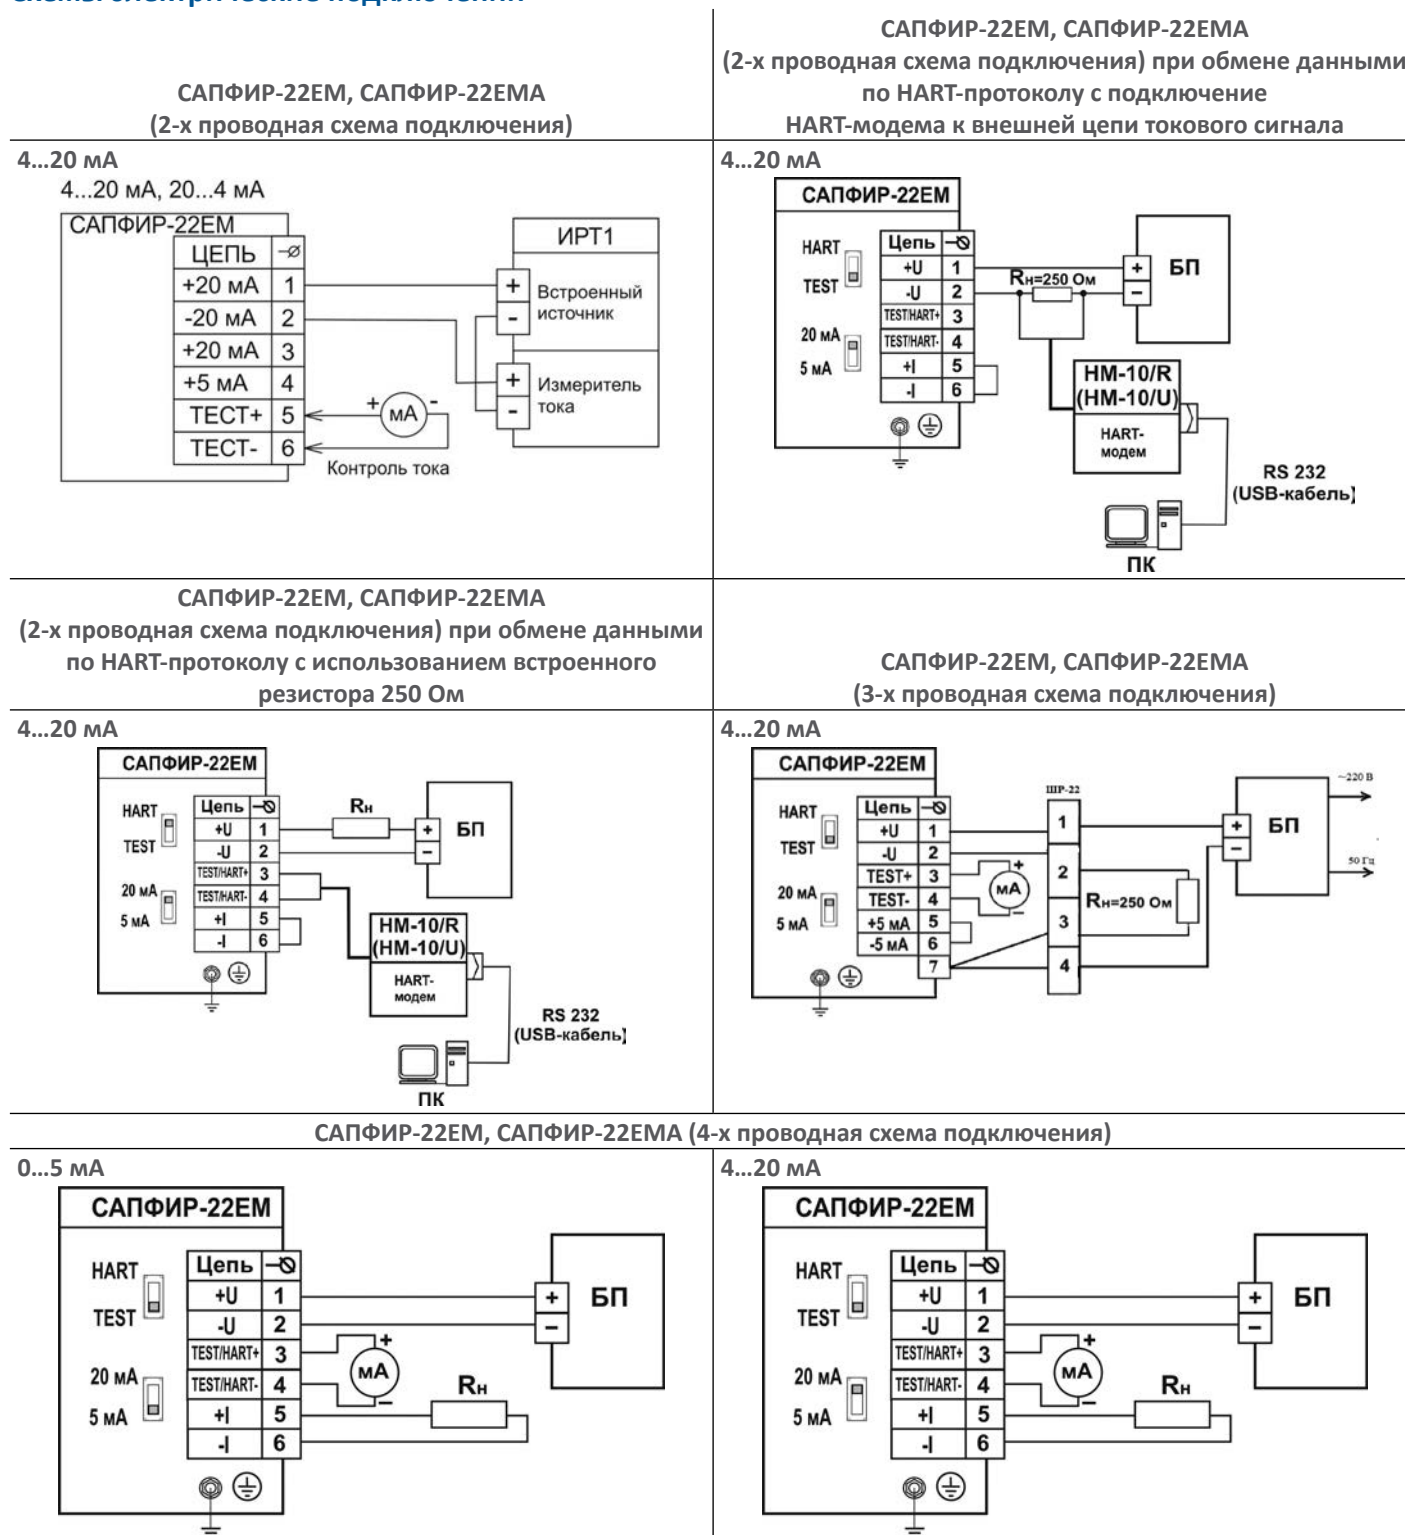 САПФИР-22ЕМ, САПФИР-22ЕМА
(2-х проводная схема подключения)
4...20 мА
4...20 мА, 20...4 мА
САПФИР-22ЕМ
ЦЕПЬ
+20 мА 1
-20 мА 2
+20 мА 3
+5 мА 4
ТЕСТ+ 5
ТЕСТ- 6
+ мА -
Контроль тока
ИРТ1
+
-
Встроенный
источник
+
-
Измеритель
тока
САПФИР-22ЕМ, САПФИР-22ЕМА
(2-х проводная схема подключения) при обмене данными
по HART-протоколу с подключение
HART-модема к внешней цепи токового сигнала
4...20 мА
САПФИР-22ЕМ
HART
TEST
20 мА
5 мА
Цепь
+U 1
-U 2
TEST/HART+ 3
TEST/HART- 4
+I 5
-I 6
Rн=250 Ом
+
−
БП
НМ-10/R
(НМ-10/U)
HART-
модем
RS 232
(USB-кабель)
ПК
САПФИР-22ЕМ, САПФИР-22ЕМА
(2-х проводная схема подключения) при обмене данными
по HART-протоколу с использованием встроенного
резистора 250 Ом
4...20 мА
САПФИР-22ЕМ
HART
TEST
20 мА
5 мА
Цепь
+U 1
-U 2
TEST/HART+ 3
TEST/HART- 4
+I 5
-I 6
Rн
+
−
БП
НМ-10/R
(НМ-10/U)
HART-
модем
RS 232
(USB-кабель)
ПК
САПФИР-22ЕМ, САПФИР-22ЕМА
(3-х проводная схема подключения)
4...20 мА
САПФИР-22ЕМ
HART
TEST
20 мА
5 мА
Цепь
+U 1
-U 2
TEST+ 3
TEST- 4
+5 мА 5
-5 мА 6
7
+
мА
−
ШР-22
1
2
3
4
Rн=250 Ом
+
−
БП
~220 В
50 Гц
САПФИР-22ЕМ, САПФИР-22ЕМА (4-х проводная схема подключения)
0...5 мА
САПФИР-22ЕМ
HART
TEST
20 мА
5 мА
Цепь
+U 1
-U 2
TEST/HART+ 3
TEST/HART- 4
+I 5
-I 6
+
мА
−
Rн
+
−
БП
4...20 мА
САПФИР-22ЕМ
HART
TEST
20 мА
5 мА
Цепь
+U 1
-U 2
TEST/HART+ 3
TEST/HART- 4
+I 5
-I 6
+
мА
−
Rн
+
−
БП